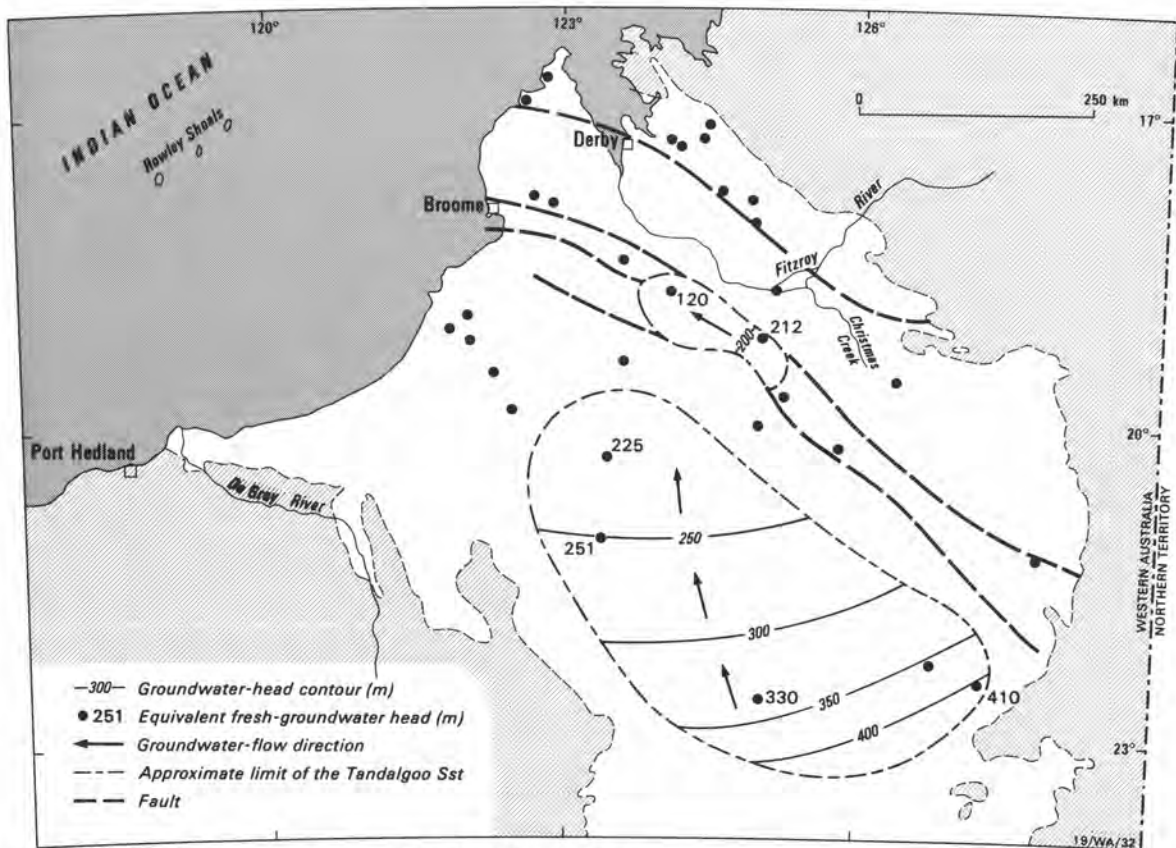 120°
123°
126°
INDIAN OCEAN
Rowley Shoals
0
250 km
17°
Derby
Broome
River
Fitzroy
Christmas
Creek
120
200
212
Port Hedland
De Grey River
20°
225
251
250
300
330
350
400
410
WESTERN AUSTRALIA
NORTHERN TERRITORY
23°
—300— Groundwater-head contour (m)
251 Equivalent fresh-groundwater head (m)
Groundwater-flow direction
Approximate limit of the Tandalgoo Sst
Fault
19/WA/32